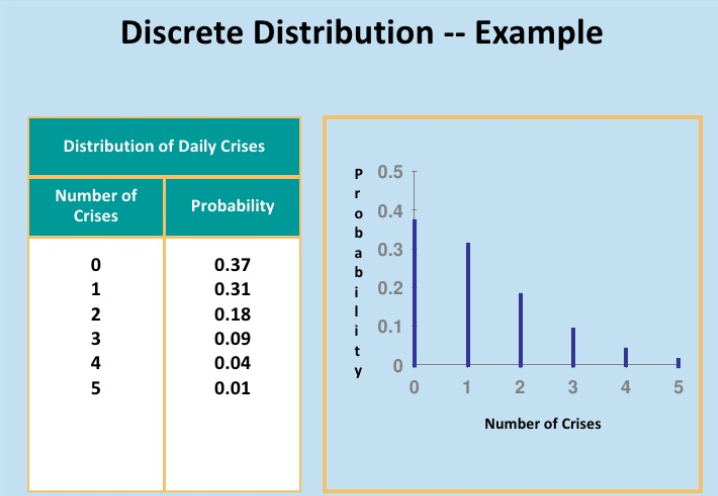 Discrete Distribution -- Example
Distribution of Daily Crises
Number of
Crises
Probability
0 0.37
1 0.31
2 0.18
3 0.09
4 0.04
5 0.01
Probability
0.5
0.4
0.3
0.2
0.1
0
0 1 2 3 4 5
Number of Crises